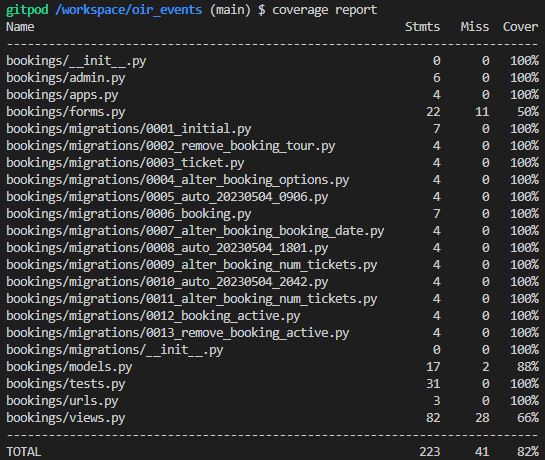 gitpod /workspace/oir_events (main) $ coverage report
Name Stmts Miss Cover
--------------------------------------------------------------------
bookings/__init__.py 0 0 100%
bookings/admin.py 6 0 100%
bookings/apps.py 4 0 100%
bookings/forms.py 22 11 50%
bookings/migrations/0001_initial.py 7 0 100%
bookings/migrations/0002_remove_booking_tour.py 4 0 100%
bookings/migrations/0003_ticket.py 4 0 100%
bookings/migrations/0004_alter_booking_options.py 4 0 100%
bookings/migrations/0005_auto_20230504_0906.py 4 0 100%
bookings/migrations/0006_booking.py 7 0 100%
bookings/migrations/0007_alter_booking_booking_date.py 4 0 100%
bookings/migrations/0008_auto_20230504_1801.py 4 0 100%
bookings/migrations/0009_alter_booking_num_tickets.py 4 0 100%
bookings/migrations/0010_auto_20230504_2042.py 4 0 100%
bookings/migrations/0011_alter_booking_num_tickets.py 4 0 100%
bookings/migrations/0012_booking_active.py 4 0 100%
bookings/migrations/0013_remove_booking_active.py 4 0 100%
bookings/migrations/__init__.py 0 0 100%
bookings/models.py 17 2 88%
bookings/tests.py 31 0 100%
bookings/urls.py 3 0 100%
bookings/views.py 82 28 66%
--------------------------------------------------------------------
TOTAL 223 41 82%